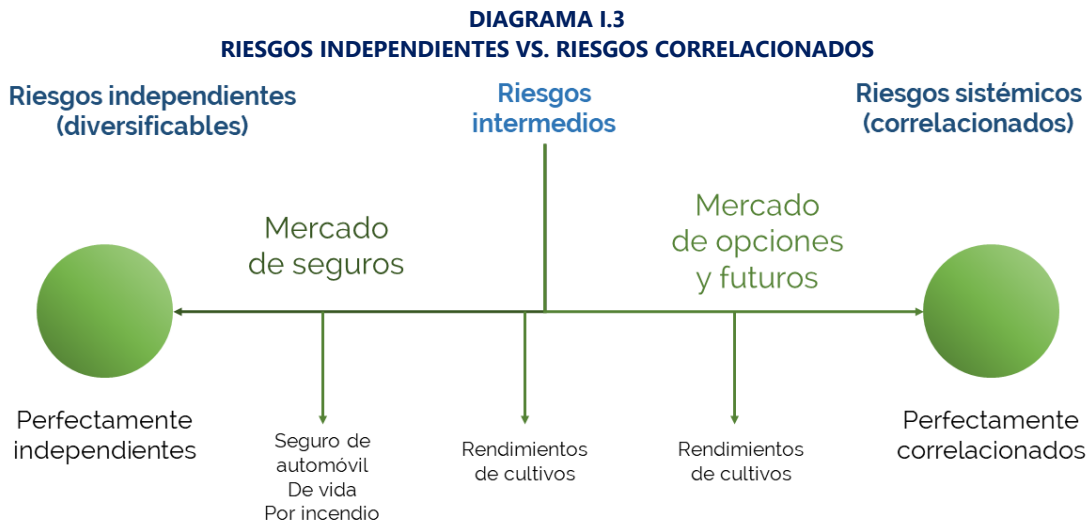 DIAGRAMA I.3
RIESGOS INDEPENDIENTES VS. RIESGOS CORRELACIONADOS
Riesgos independientes
(diversificables)
Riesgos
intermedios
Riesgos sistémicos
(correlacionados)
Mercado
de seguros
Mercado
de opciones
y futuros
Perfectamente
independientes
Seguro de
automóvil
De vida
Por incendio
Rendimientos
de cultivos
Rendimientos
de cultivos
Perfectamente
correlacionados